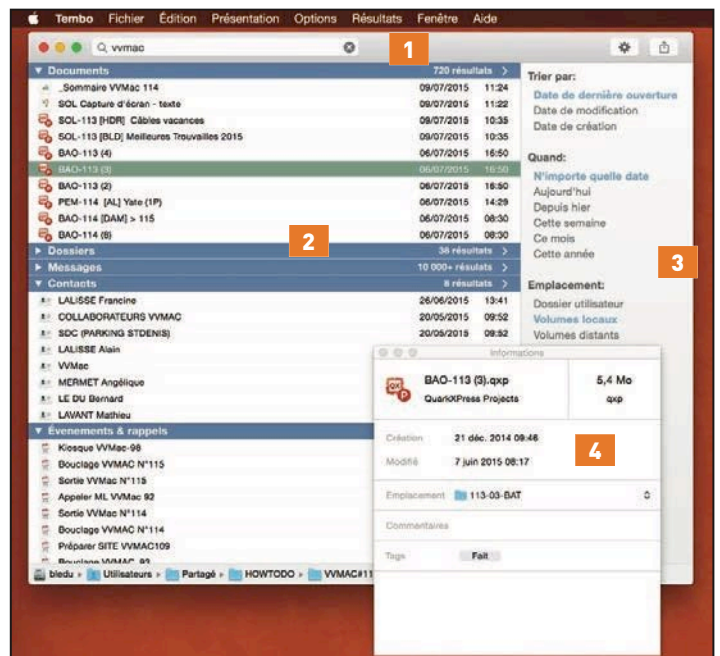 Tembo Fichier Édition Présentation Options Résultats Fenêtre Aide
vvmac
1
Documents 720 résultats >
_Sommaire VVMac 114 09/07/2015 11:24
SOL Capture d'écran - texte 09/07/2015 11:22
SOL-113 [HDR] Câbles vacances 09/07/2015 10:35
SOL-113 [BLD] Meilleures Trouvailles 2015 09/07/2015 10:35
BAO-113 (4) 06/07/2015 16:50
BAO-113 (3) 06/07/2015 16:50
BAO-113 (2) 06/07/2015 16:50
PEM-114 [AL] Yate (1P) 06/07/2015 14:29
BAO-114 [DAM] > 115 06/07/2015 08:30
BAO-114 (8) 06/07/2015 08:30
2
Dossiers 38 résultats >
Messages 10 000+ résultats >
Contacts 8 résultats >
LALISSE Francine 26/06/2015 13:41
COLLABORATEURS VVMAC 20/05/2015 09:52
SDC (PARKING STDENIS) 20/05/2015 09:52
LALISSE Alain
VVMac
MERMET Angélique
LE DU Bernard
LAVANT Mathieu
Évenements & rappels
Kiosque VVMac-98
Bouclage VVMAC N°115
Sortie VVMac N°115
Appeler ML VVMac 92
Sortie VVMac N°114
Bouclage VVMAC N°114
Préparer SITE VVMAC109
Bouclage VVMAC 93
bledu Utilisateurs Partagé HOWTODO VVMAC#11
Trier par:
Date de dernière ouverture
Date de modification
Date de création
Quand:
N'importe quelle date
Aujourd'hui
Depuis hier
Cette semaine
Ce mois
Cette année
3
Emplacement:
Dossier utilisateur
Volumes locaux
Volumes distants
Informations
BAO-113 (3).qxp 5,4 Mo
QuarkXPress Projects qxp
Création 21 déc. 2014 09:46
Modifié 7 juin 2015 08:17
4
Emplacement 113-03-BAT
Commentaires
Tags Fait